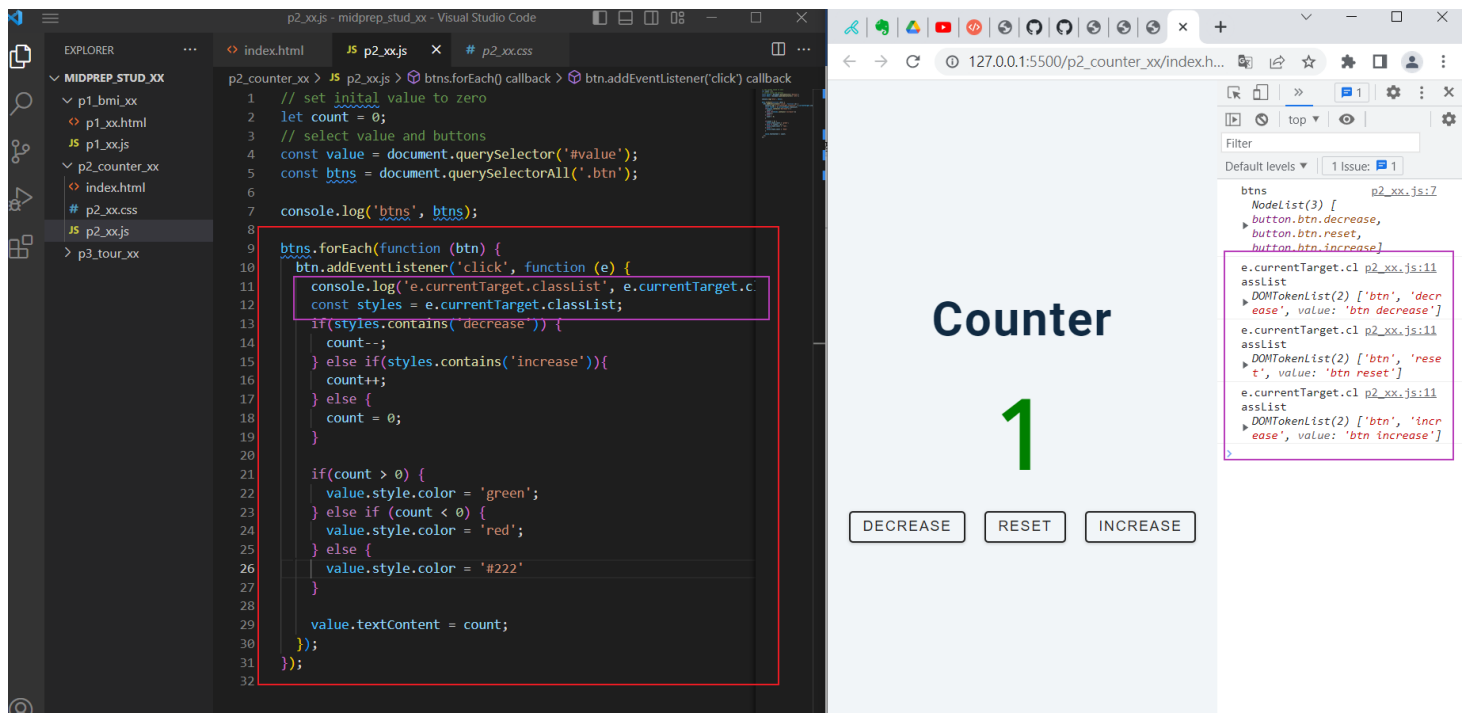 p2_xx.js - midprep_stud_xx - Visual Studio Code
EXPLORER
MIDPREP_STUD_XX
p1_bmi_xx
<> p1_xx.html
JS p1_xx.js
p2_counter_xx
<> index.html
# p2_xx.css
JS p2_xx.js
p3_tour_xx
<> index.html
JS p2_xx.js
# p2_xx.css
p2_counter_xx > JS p2_xx.js > btns.forEach() callback > btn.addEventListener('click') callback
1 // set inital value to zero
2 let count = 0;
3 // select value and buttons
4 const value = document.querySelector('#value');
5 const btns = document.querySelectorAll('.btn');
6
7 console.log('btns', btns);
8
9 btns.forEach(function (btn) {
10 btn.addEventListener('click', function (e) {
11 console.log('e.currentTarget.classList', e.currentTarget.c
12 const styles = e.currentTarget.classList;
13 if(styles.contains('decrease')) {
14 count--;
15 } else if(styles.contains('increase')){
16 count++;
17 } else {
18 count = 0;
19 }
20
21 if(count > 0) {
22 value.style.color = 'green';
23 } else if (count < 0) {
24 value.style.color = 'red';
25 } else {
26 value.style.color = '#222'
27 }
28
29 value.textContent = count;
30 });
31 });
32
127.0.0.1:5500/p2_counter_xx/index.h...
Counter
1
DECREASE RESET INCREASE
1
top
Filter
Default levels 1 Issue: 1
btns p2_xx.js:7
NodeList(3) [
button.btn.decrease,
button.btn.reset,
button.btn.increase]
e.currentTarget.cl p2_xx.js:11
assList
DOMTokenList(2) ['btn', 'decr
ease', value: 'btn decrease']
e.currentTarget.cl p2_xx.js:11
assList
DOMTokenList(2) ['btn', 'rese
t', value: 'btn reset']
e.currentTarget.cl p2_xx.js:11
assList
DOMTokenList(2) ['btn', 'incr
ease', value: 'btn increase']